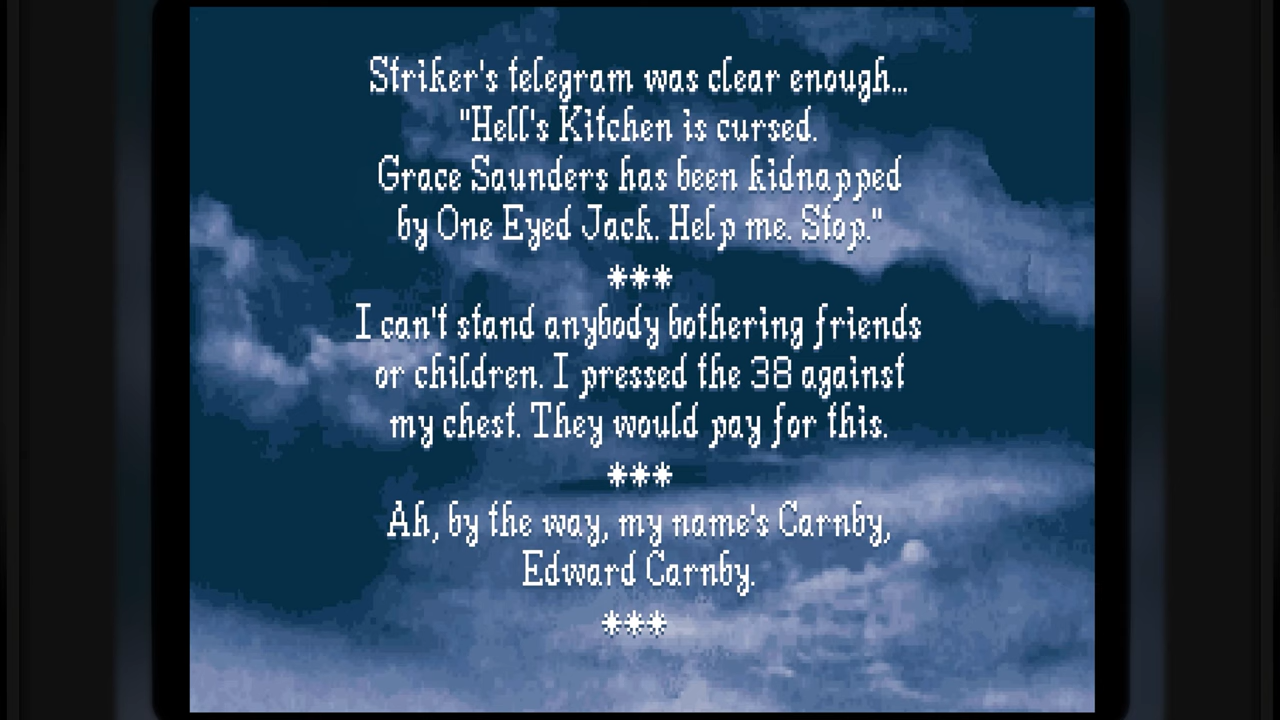 Striker's telegram was clear enough...
"Hell's Kitchen is cursed.
Grace Saunders has been kidnapped
by One Eyed Jack. Help me. Stop."
***
I can't stand anybody bothering friends
or children. I pressed the 38 against
my chest. They would pay for this.
***
Ah, by the way, my name's Carnby,
Edward Carnby.
***